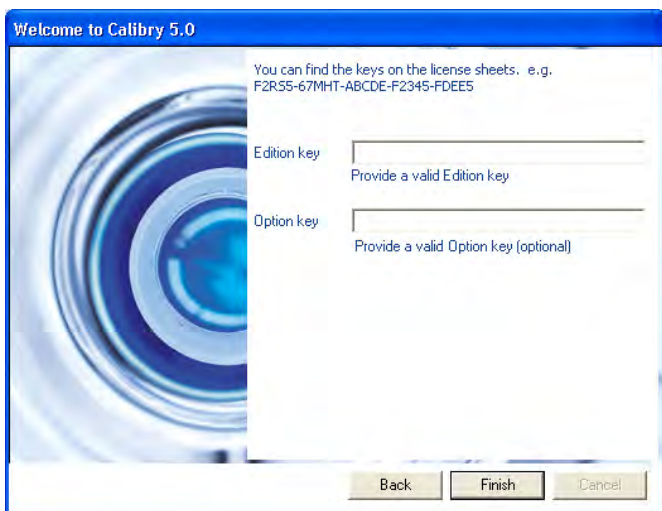 Welcome to Calibry 5.0
You can find the keys on the license sheets. e.g.
F2RS5-67MHT-ABCDE-F2345-FDEE5
Edition key
Provide a valid Edition key
Option key
Provide a valid Option key (optional)
Back Finish Cancel